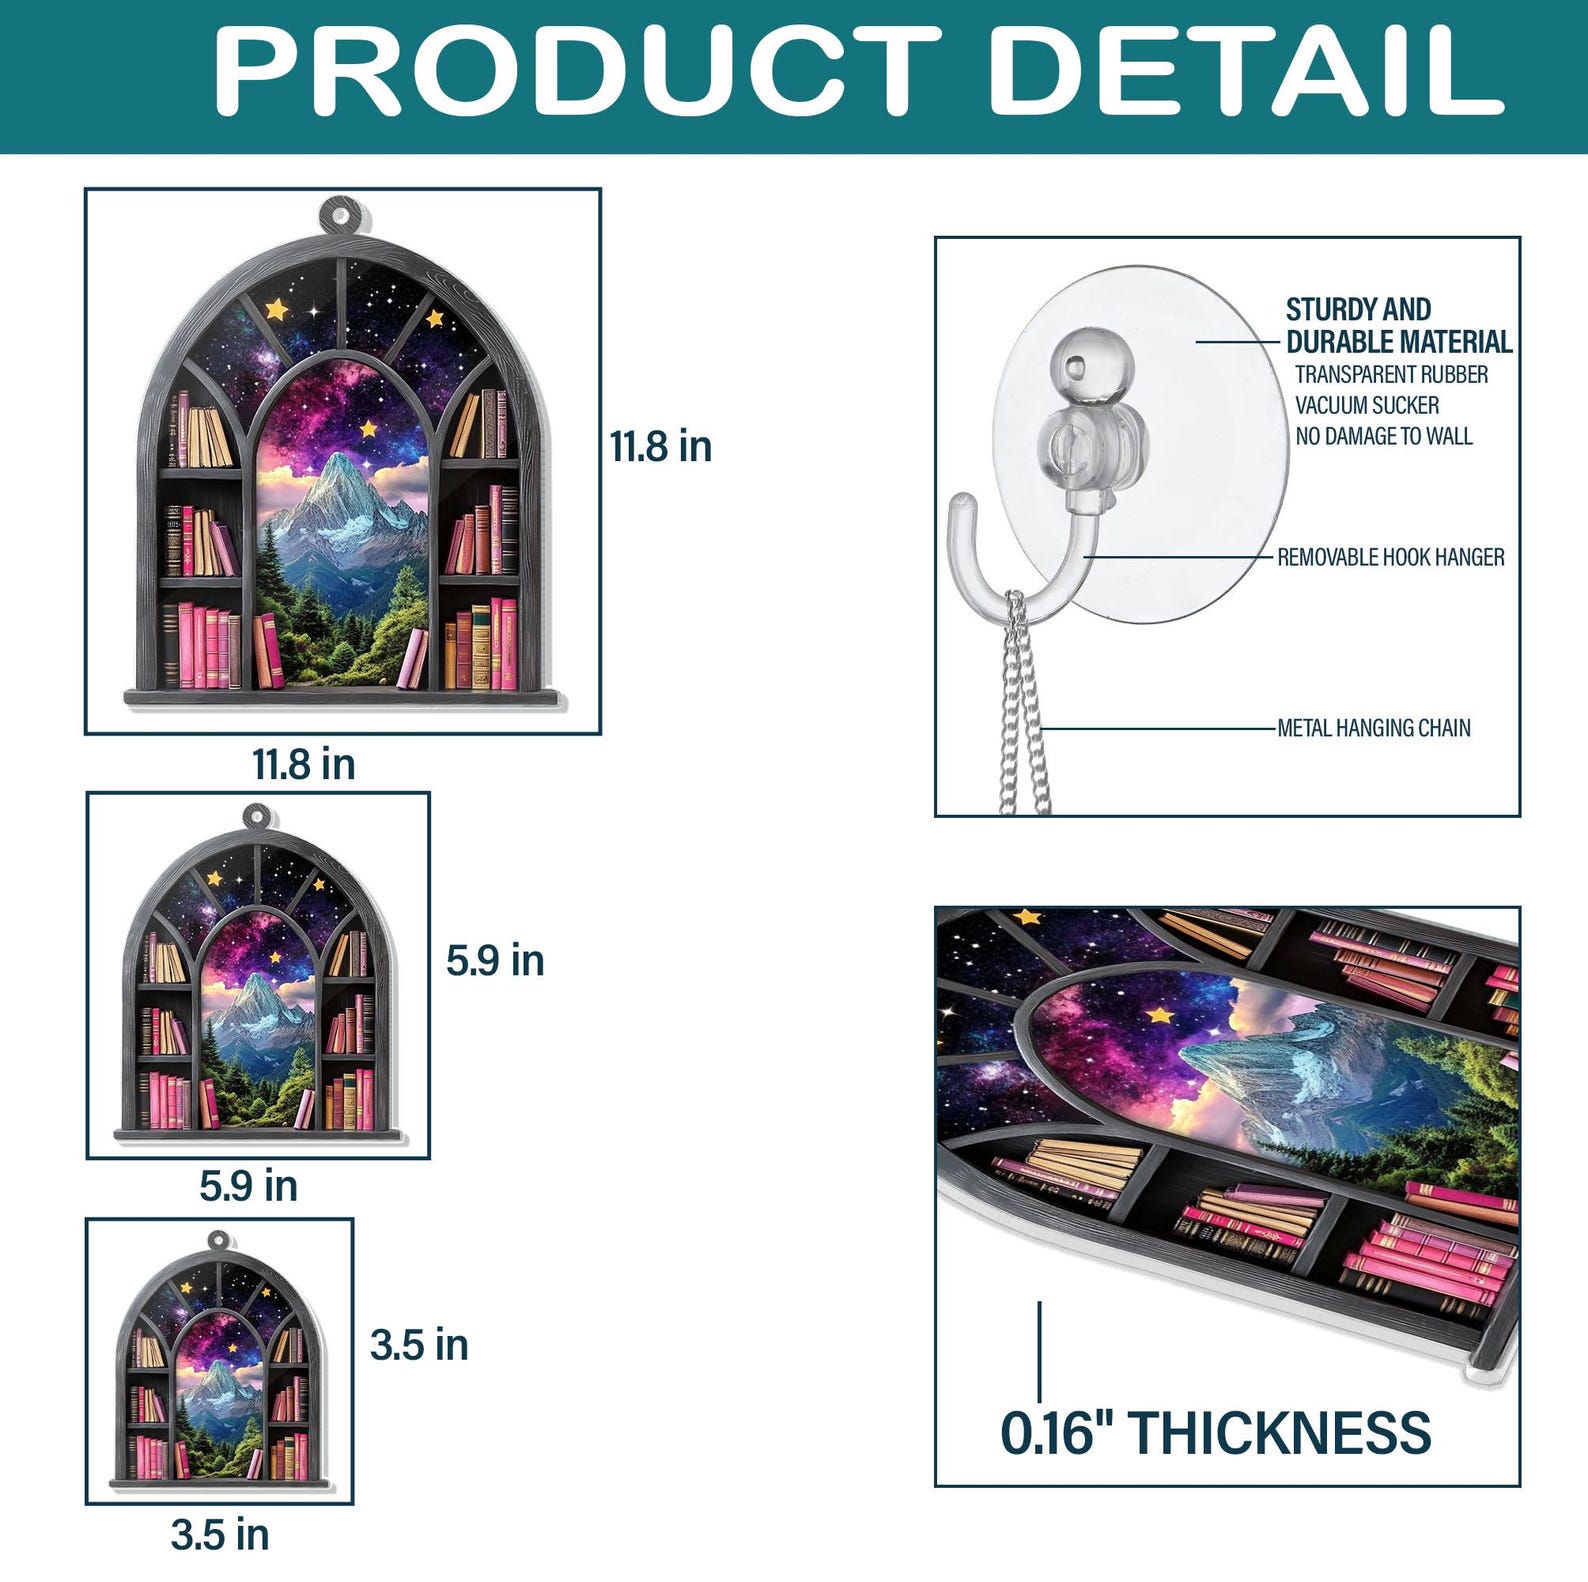 PRODUCT DETAIL
11.8 in
11.8 in
5.9 in
5.9 in
3.5 in
3.5 in
STURDY AND
DURABLE MATERIAL
TRANSPARENT RUBBER
VACUUM SUCKER
NO DAMAGE TO WALL
REMOVABLE HOOK HANGER
METAL HANGING CHAIN
0.16" THICKNESS